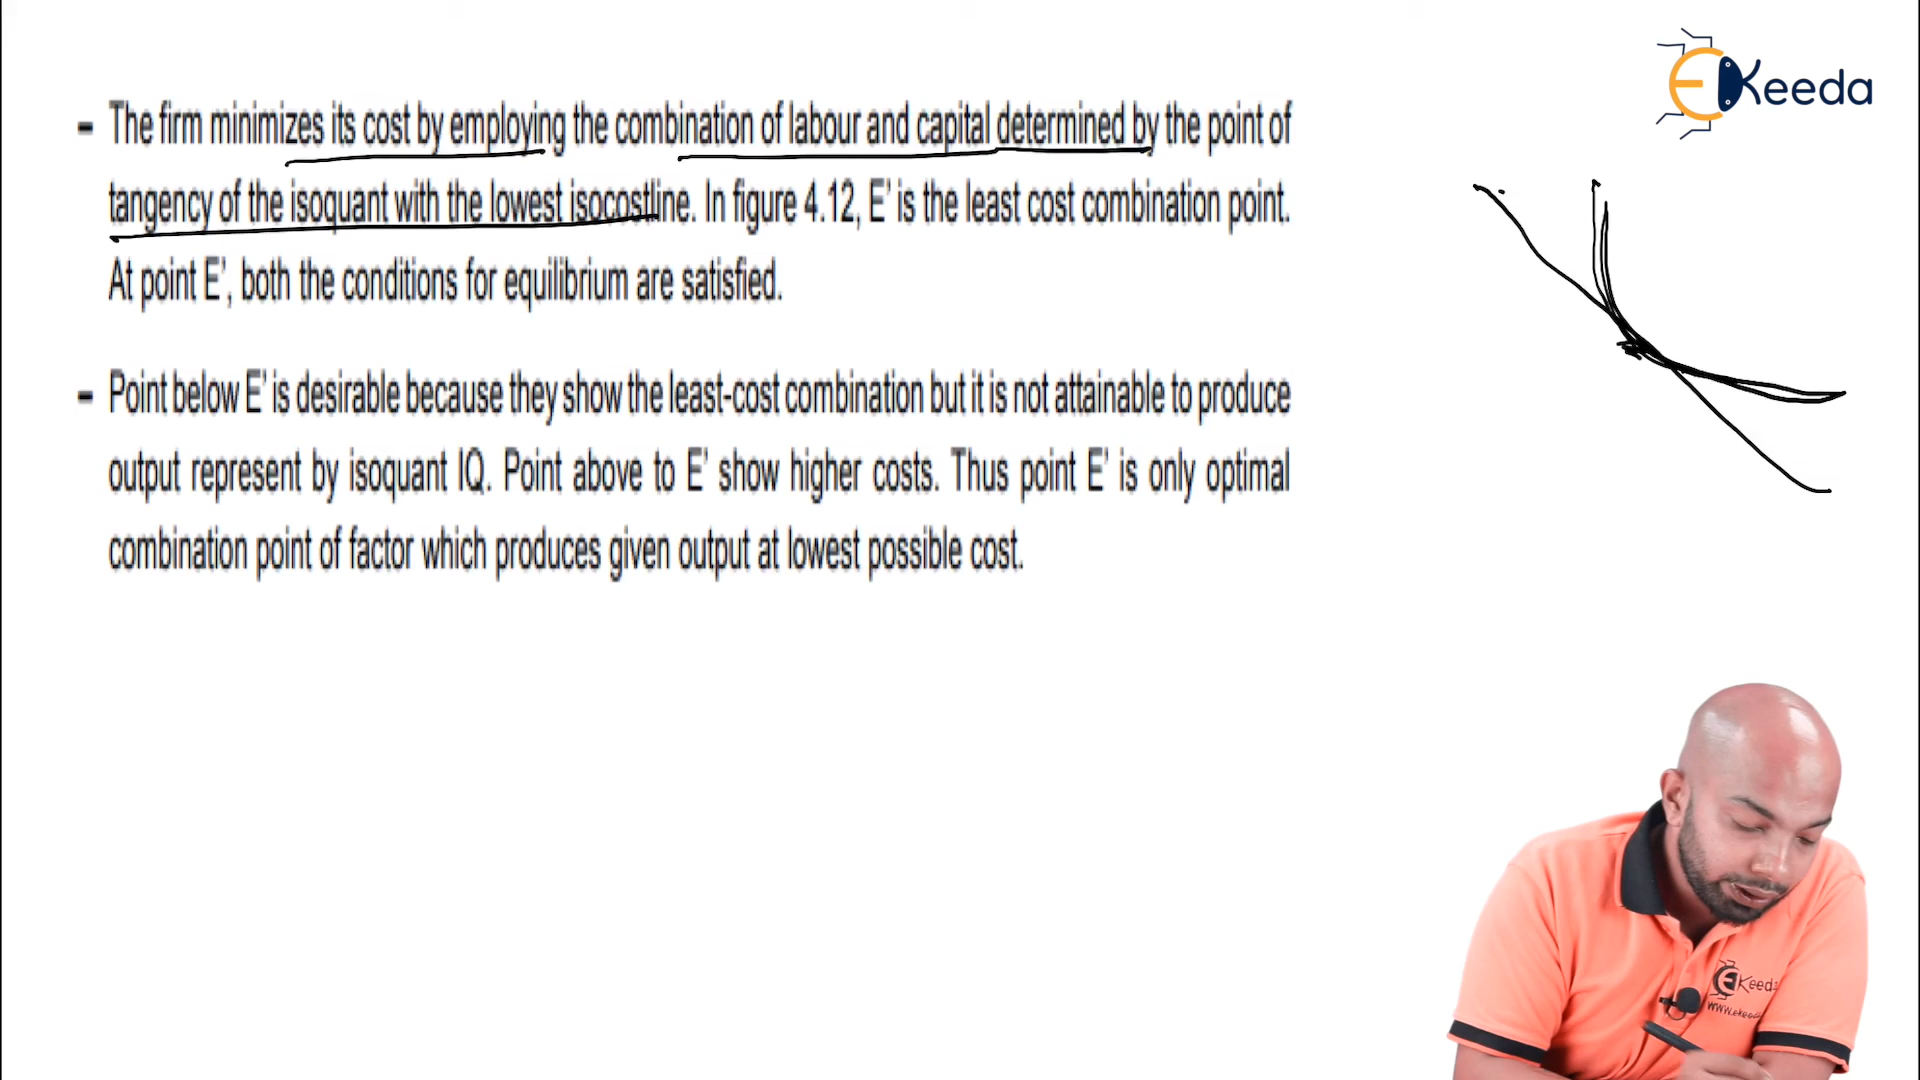 EKeeda
– The firm minimizes its cost by employing the combination of labour and capital determined by the point of
tangency of the isoquant with the lowest isocostline. In figure 4.12, E' is the least cost combination point.
At point E', both the conditions for equilibrium are satisfied.
– Point below E' is desirable because they show the least-cost combination but it is not attainable to produce
output represent by isoquant IQ. Point above to E' show higher costs. Thus point E' is only optimal
combination point of factor which produces given output at lowest possible cost.
EKeeda